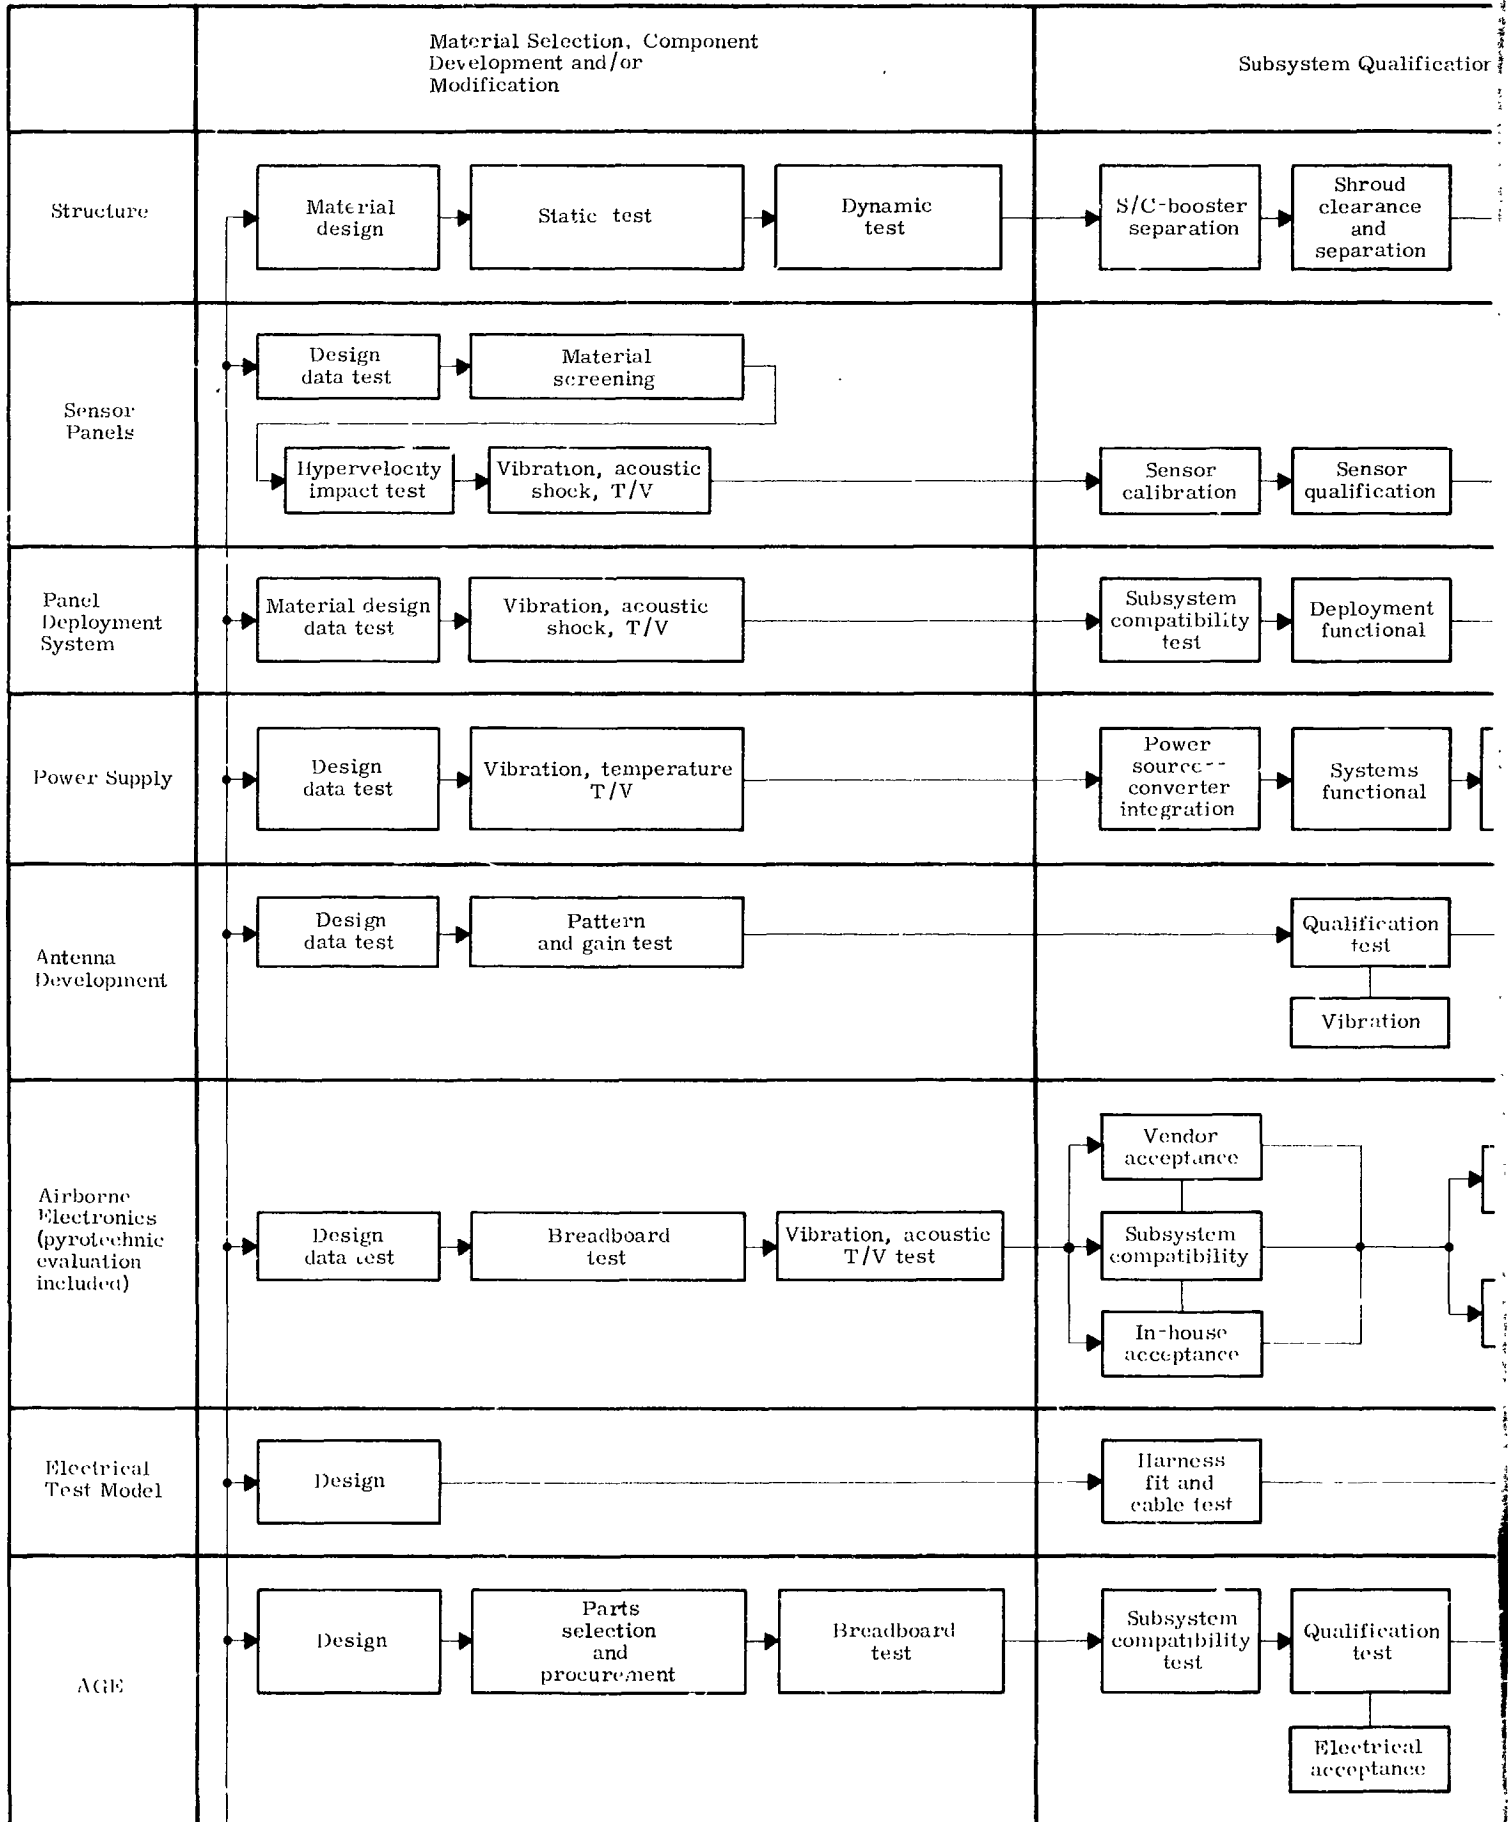 Material Selection, Component
Development and/or
Modification
Subsystem Qualification
Structure
Material
design
Static test
Dynamic
test
S/C-booster
separation
Shroud
clearance
and
separation
Sensor
Panels
Design
data test
Material
screening
Hypervelocity
impact test
Vibration, acoustic
shock, T/V
Sensor
calibration
Sensor
qualification
Panel
Deployment
System
Material design
data test
Vibration, acoustic
shock, T/V
Subsystem
compatibility
test
Deployment
functional
Power Supply
Design
data test
Vibration, temperature
T/V
Power
source--
converter
integration
Systems
functional
Antenna
Development
Design
data test
Pattern
and gain test
Qualification
test
Vibration
Airborne
Electronics
(pyrotechnic
evaluation
included)
Design
data test
Breadboard
test
Vibration, acoustic
T/V test
Vendor
acceptance
Subsystem
compatibility
In-house
acceptance
Electrical
Test Model
Design
Harness
fit and
cable test
AGE
Design
Parts
selection
and
procurement
Breadboard
test
Subsystem
compatibility
test
Qualification
test
Electrical
acceptance